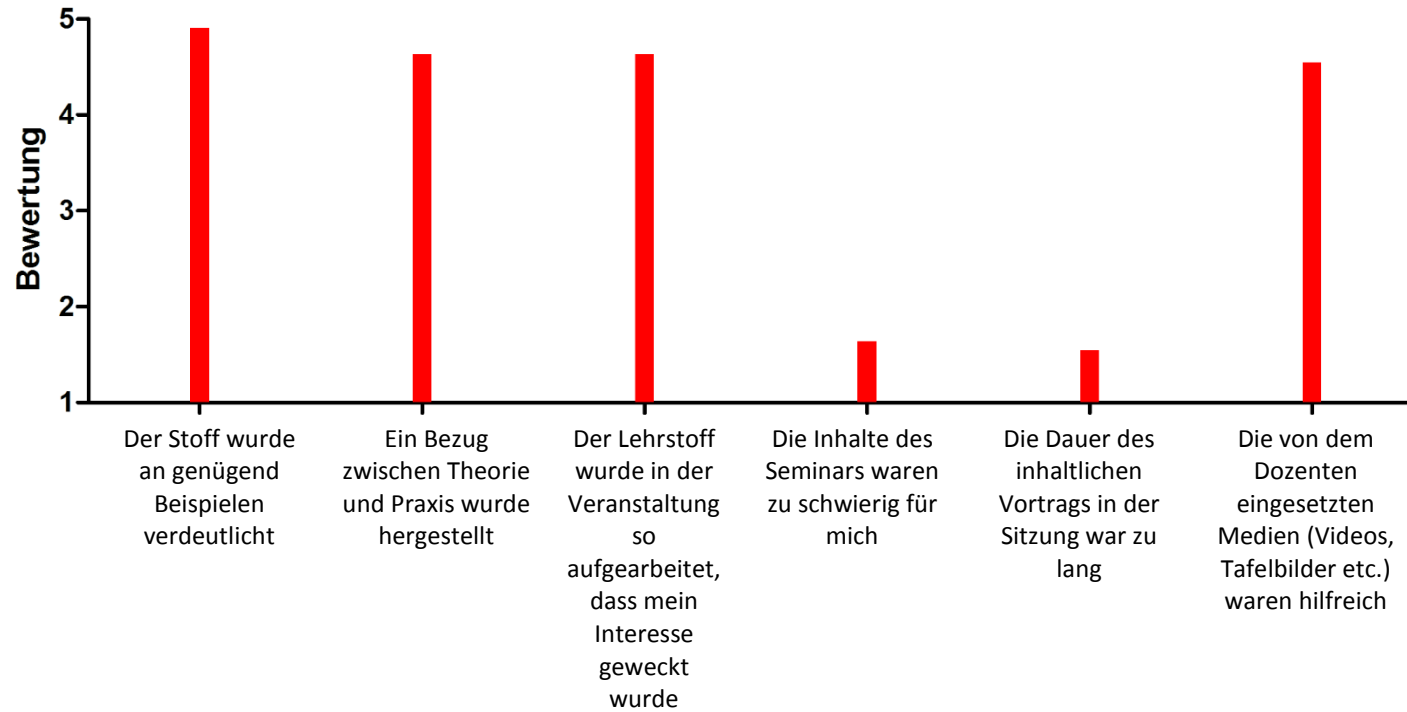 Bewertung
5
4
3
2
1
Der Stoff wurde
an genügend
Beispielen
verdeutlicht
Ein Bezug
zwischen Theorie
und Praxis wurde
hergestellt
Der Lehrstoff
wurde in der
Veranstaltung
so
aufgearbeitet,
dass mein
Interesse
geweckt
wurde
Die Inhalte des
Seminars waren
zu schwierig für
mich
Die Dauer des
inhaltlichen
Vortrags in der
Sitzung war zu
lang
Die von dem
Dozenten
eingesetzten
Medien (Videos,
Tafelbilder etc.)
waren hilfreich